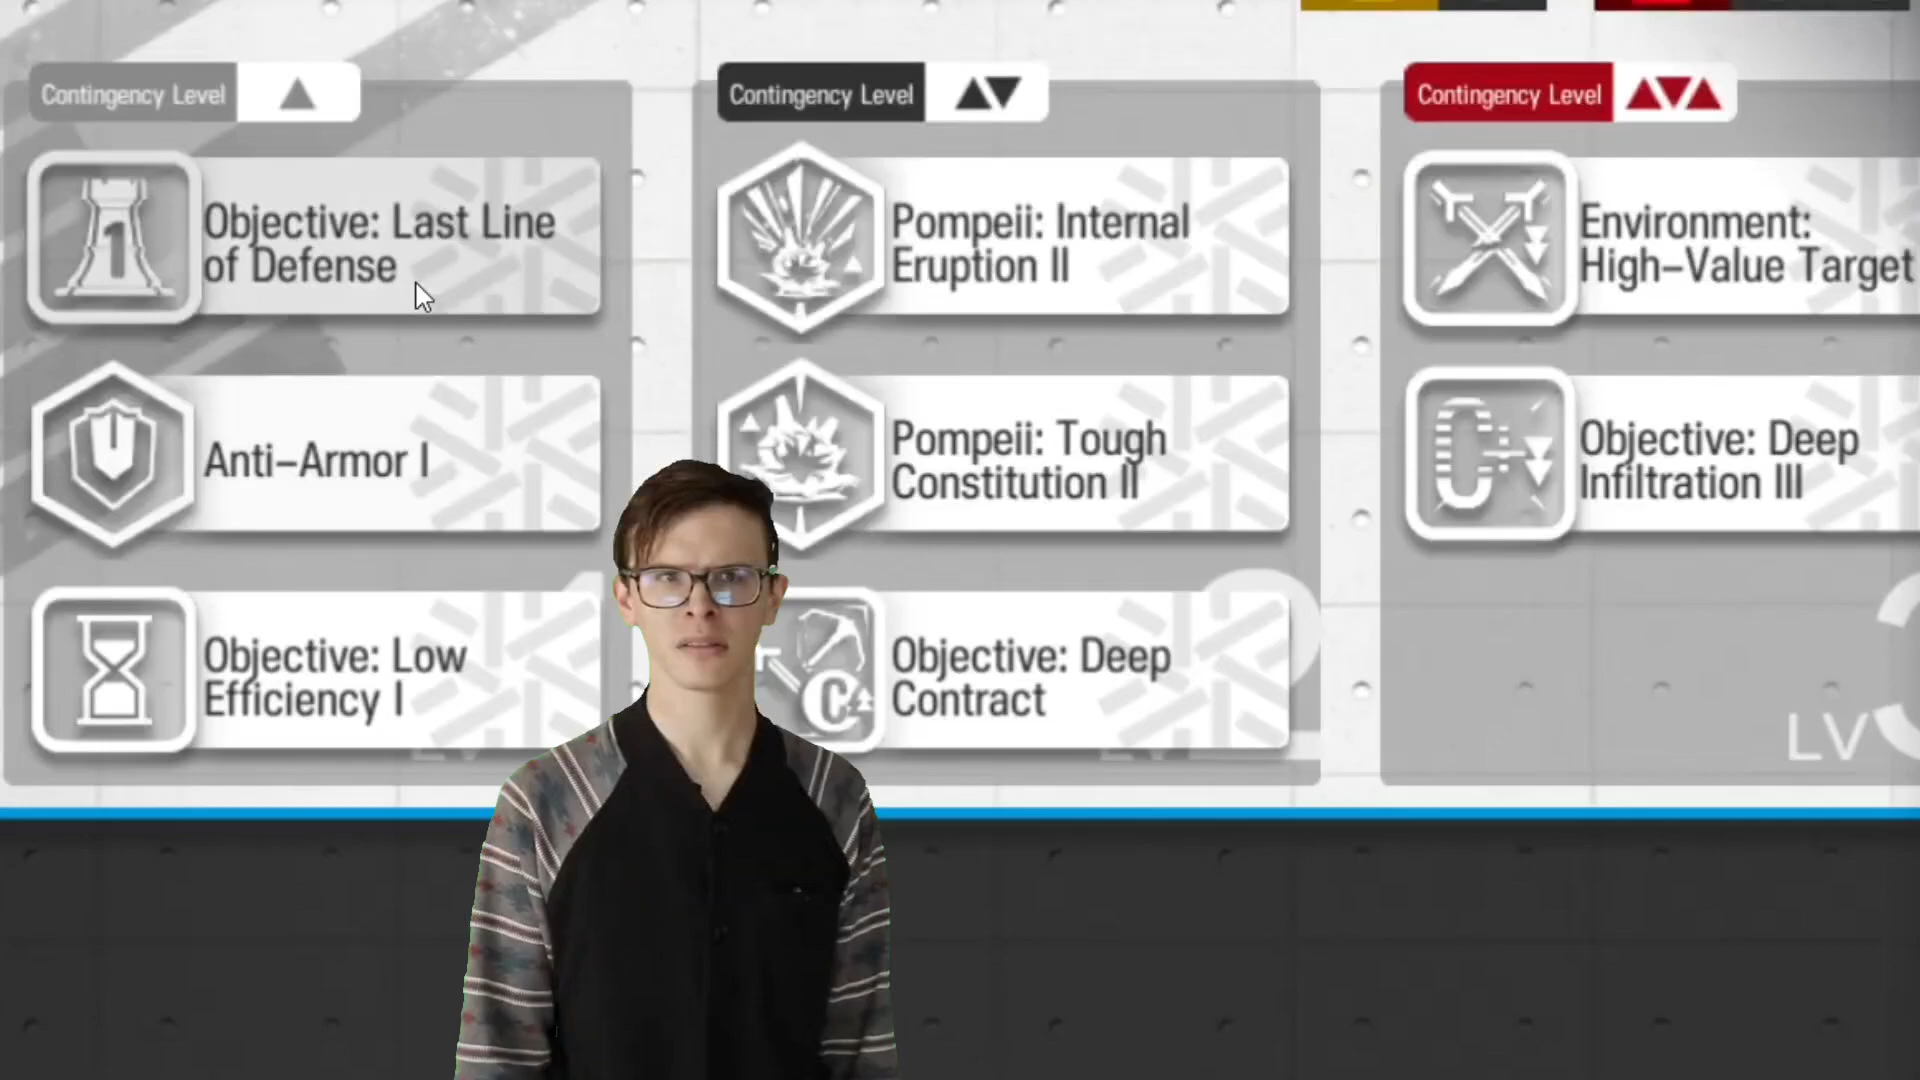 Contingency Level
Objective: Last Line
of Defense
Anti-Armor I
Objective: Low
Efficiency I
Contingency Level
Pompeii: Internal
Eruption II
Pompeii: Tough
Constitution II
Objective: Deep
Contract
Contingency Level
Environment:
High-Value Target
Objective: Deep
Infiltration III
LV